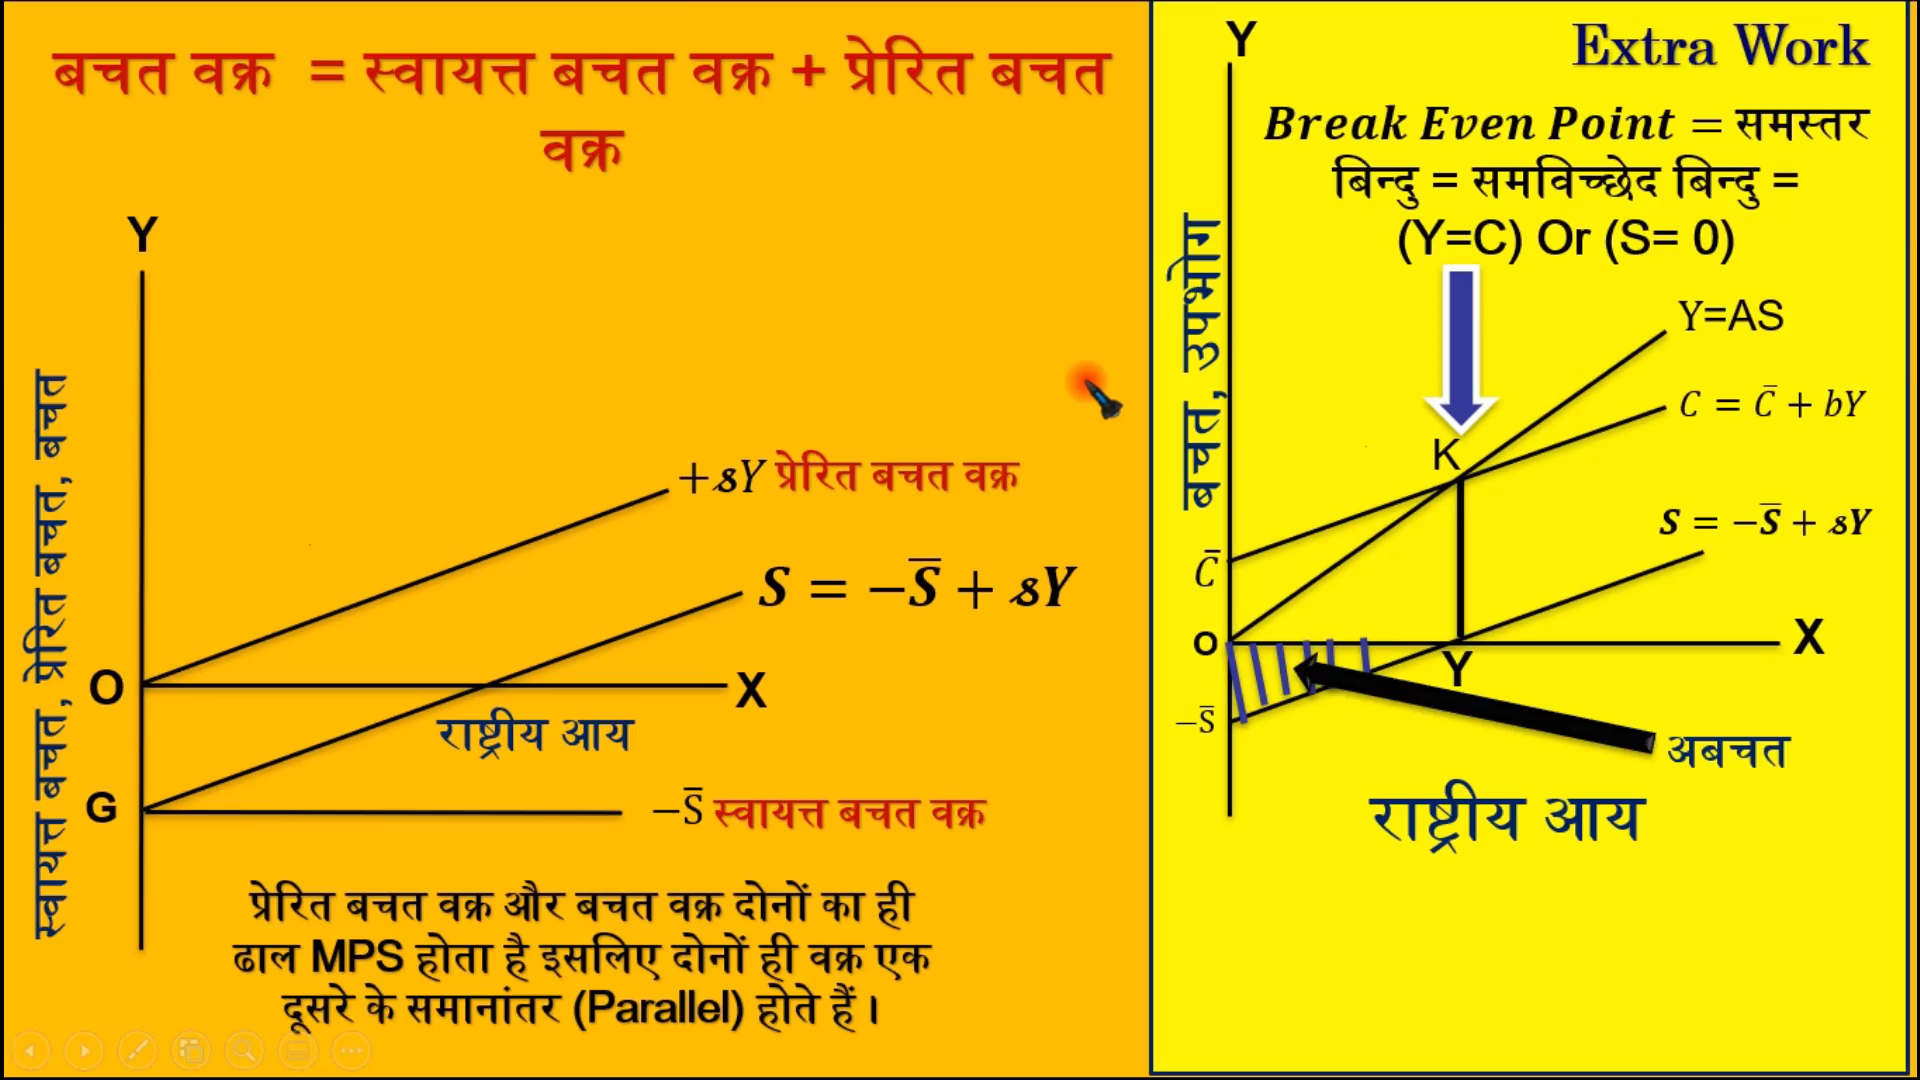 बचत वक्र = स्वायत्त बचत वक्र + प्रेरित बचत
वक्र
Y
स्वायत्त बचत, प्रेरित बचत, बचत
+𝓈Y प्रेरित बचत वक्र
S = −S̅ + 𝓈Y
O
X
राष्ट्रीय आय
G
−S̅ स्वायत्त बचत वक्र
प्रेरित बचत वक्र और बचत वक्र दोनों का ही
ढाल MPS होता है इसलिए दोनों ही वक्र एक
दूसरे के समानांतर (Parallel) होते हैं ।
Y
Extra Work
Break Even Point = समस्तर
बिन्दु = समविच्छेद बिन्दु =
(Y=C) Or (S= 0)
बचत, उपभोग
Y=AS
C = C̅ + bY
K
S = −S̅ + 𝓈Y
C̅
O
X
Y
−S̅
अबचत
राष्ट्रीय आय